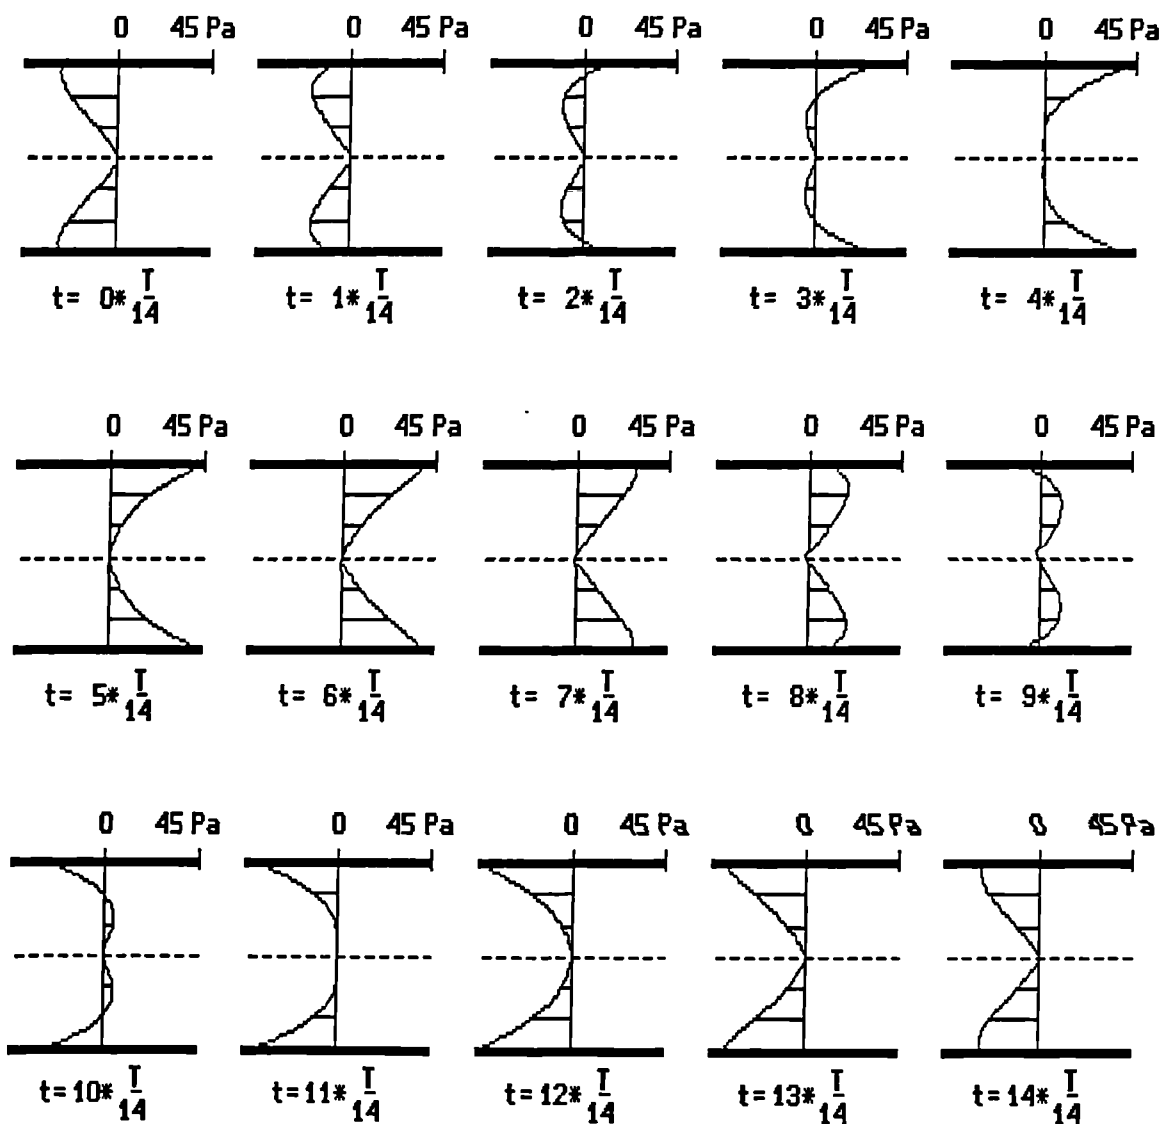 0 45 Pa 0 45 Pa 0 45 Pa 0 45 Pa 0 45 Pa
t= 0* T/14 t= 1* T/14 t= 2* T/14 t= 3* T/14 t= 4* T/14
0 45 Pa 0 45 Pa 0 45 Pa 0 45 Pa 0 45 Pa
t= 5* T/14 t= 6* T/14 t= 7* T/14 t= 8* T/14 t= 9* T/14
0 45 Pa 0 45 Pa 0 45 Pa 0 45 Pa 0 45 Pa
t=10* T/14 t=11* T/14 t=12* T/14 t=13* T/14 t=14* T/14